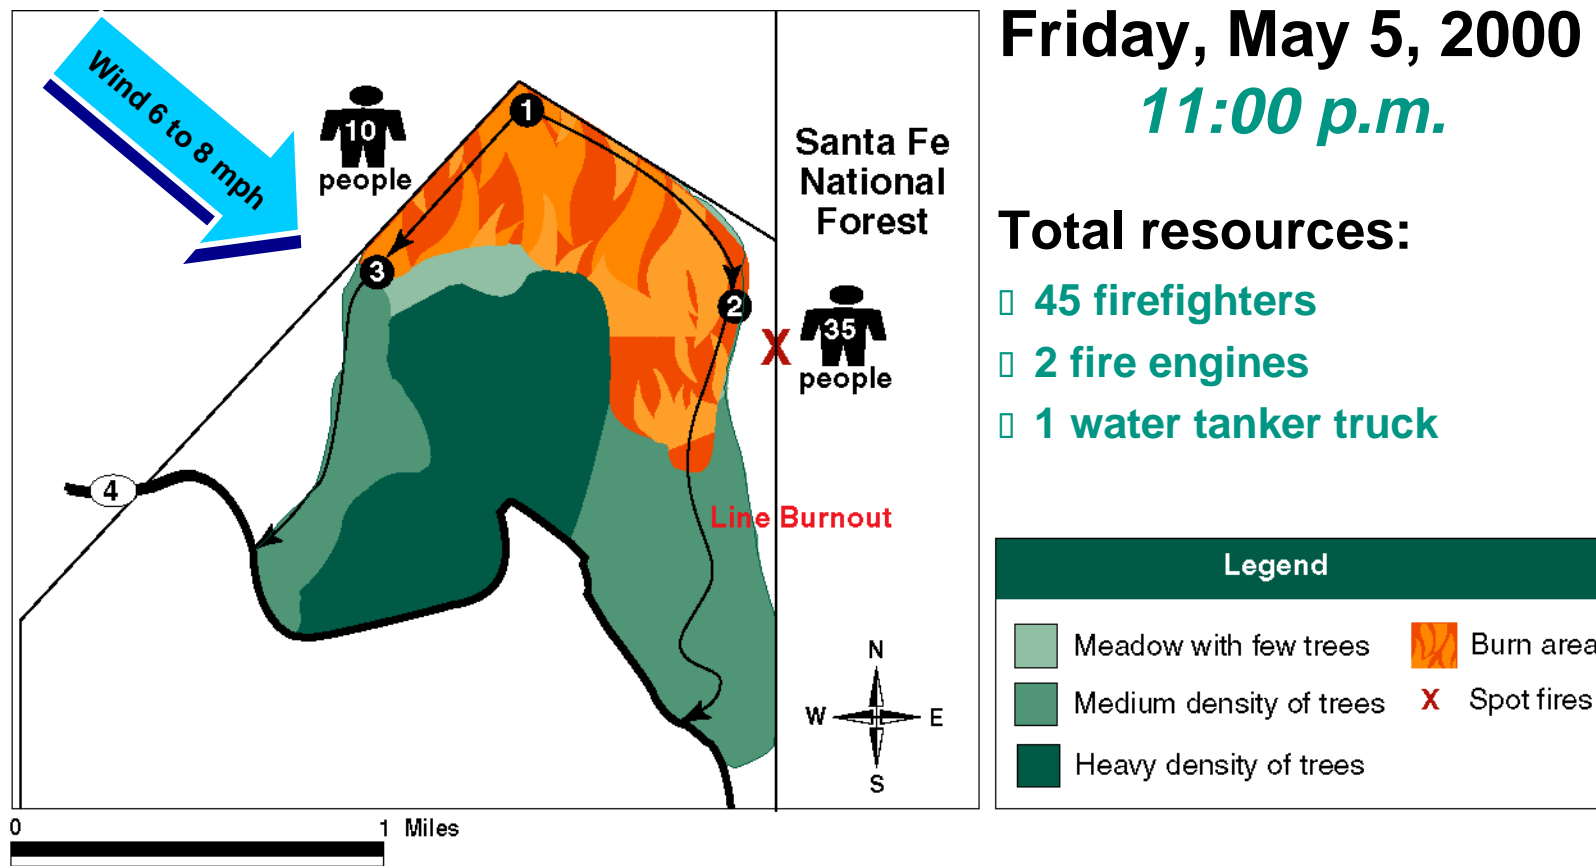 Friday, May 5, 2000
11:00 p.m.
Wind 6 to 8 mph
10
people
1
Santa Fe
National
Forest
3
2
X
35
people
4
Line Burnout
N
W
E
S
0
1 Miles
Total resources:
45 firefighters
2 fire engines
1 water tanker truck
Legend
Meadow with few trees
Burn area
Medium density of trees
X Spot fires
Heavy density of trees